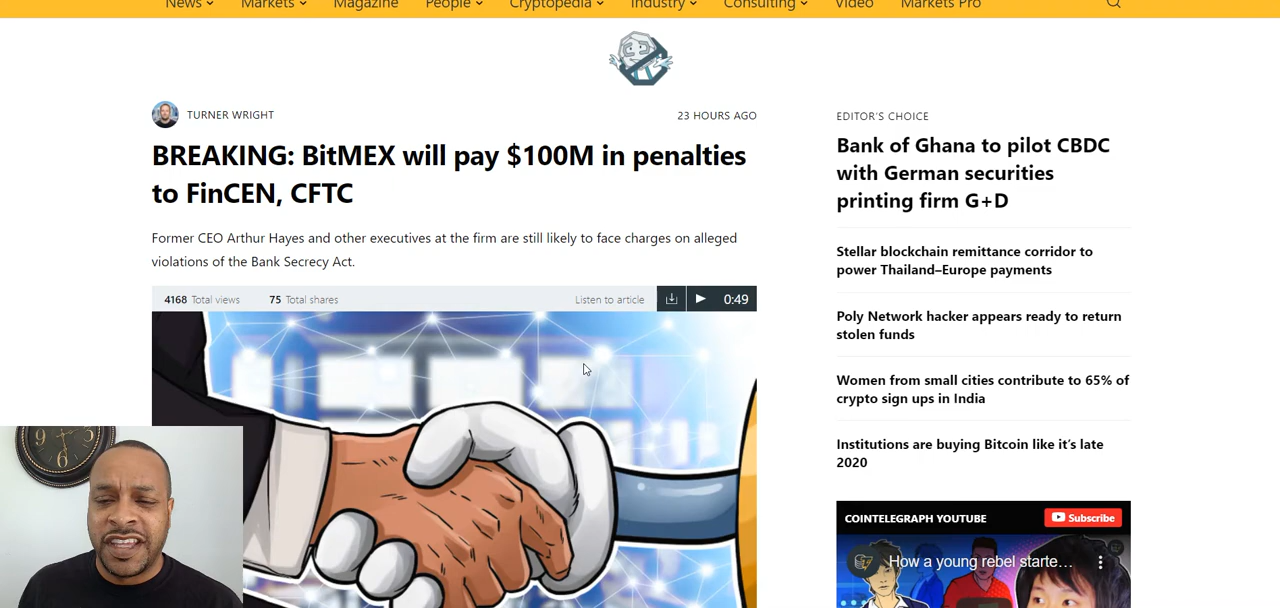 News Markets Magazine People Cryptopedia Industry Consulting Video Markets Pro
TURNER WRIGHT
23 HOURS AGO
BREAKING: BitMEX will pay $100M in penalties
to FinCEN, CFTC
Former CEO Arthur Hayes and other executives at the firm are still likely to face charges on alleged
violations of the Bank Secrecy Act.
4168 Total views 75 Total shares Listen to article 0:49
EDITOR'S CHOICE
Bank of Ghana to pilot CBDC
with German securities
printing firm G+D
Stellar blockchain remittance corridor to
power Thailand–Europe payments
Poly Network hacker appears ready to return
stolen funds
Women from small cities contribute to 65% of
crypto sign ups in India
Institutions are buying Bitcoin like it's late
2020
COINTELEGRAPH YOUTUBE Subscribe
How a young rebel starte...